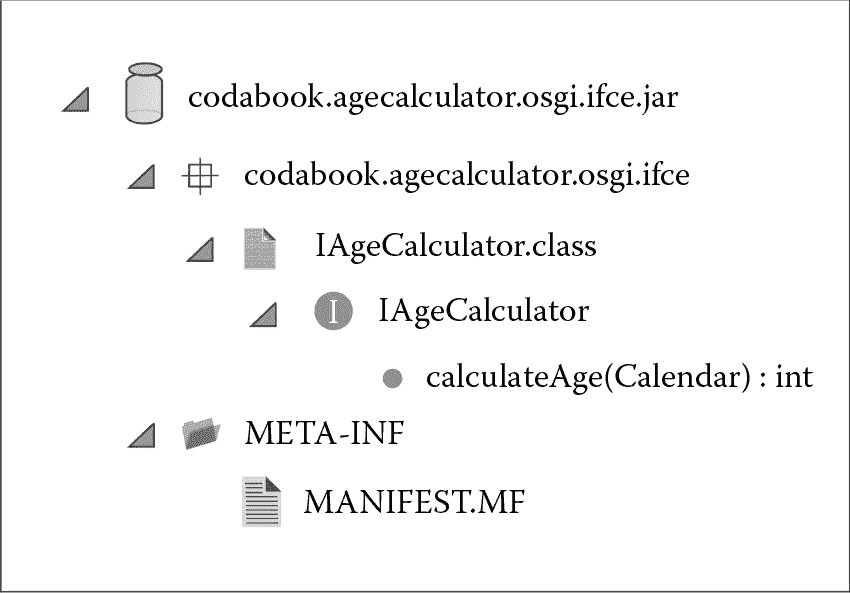 codabook.agecalculator.osgi.ifce.jar
codabook.agecalculator.osgi.ifce
IAgeCalculator.class
I IAgeCalculator
calculateAge(Calendar) : int
META-INF
MANIFEST.MF